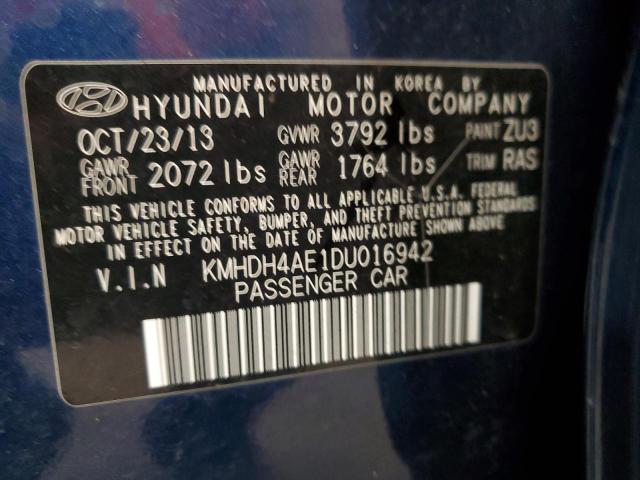 MANUFACTURED IN KOREA BY
HYUNDAI MOTOR COMPANY
OCT/23/13 GVWR 3792 lbs PAINT ZU3
GAWR FRONT 2072 lbs GAWR REAR 1764 lbs TRIM RAS
THIS VEHICLE CONFORMS TO ALL APPLICABLE U.S.A. FEDERAL
MOTOR VEHICLE SAFETY, BUMPER, AND THEFT PREVENTION STANDARDS
IN EFFECT ON THE DATE OF MANUFACTURE SHOWN ABOVE
V.I.N KMHDH4AE1DU016942
PASSENGER CAR